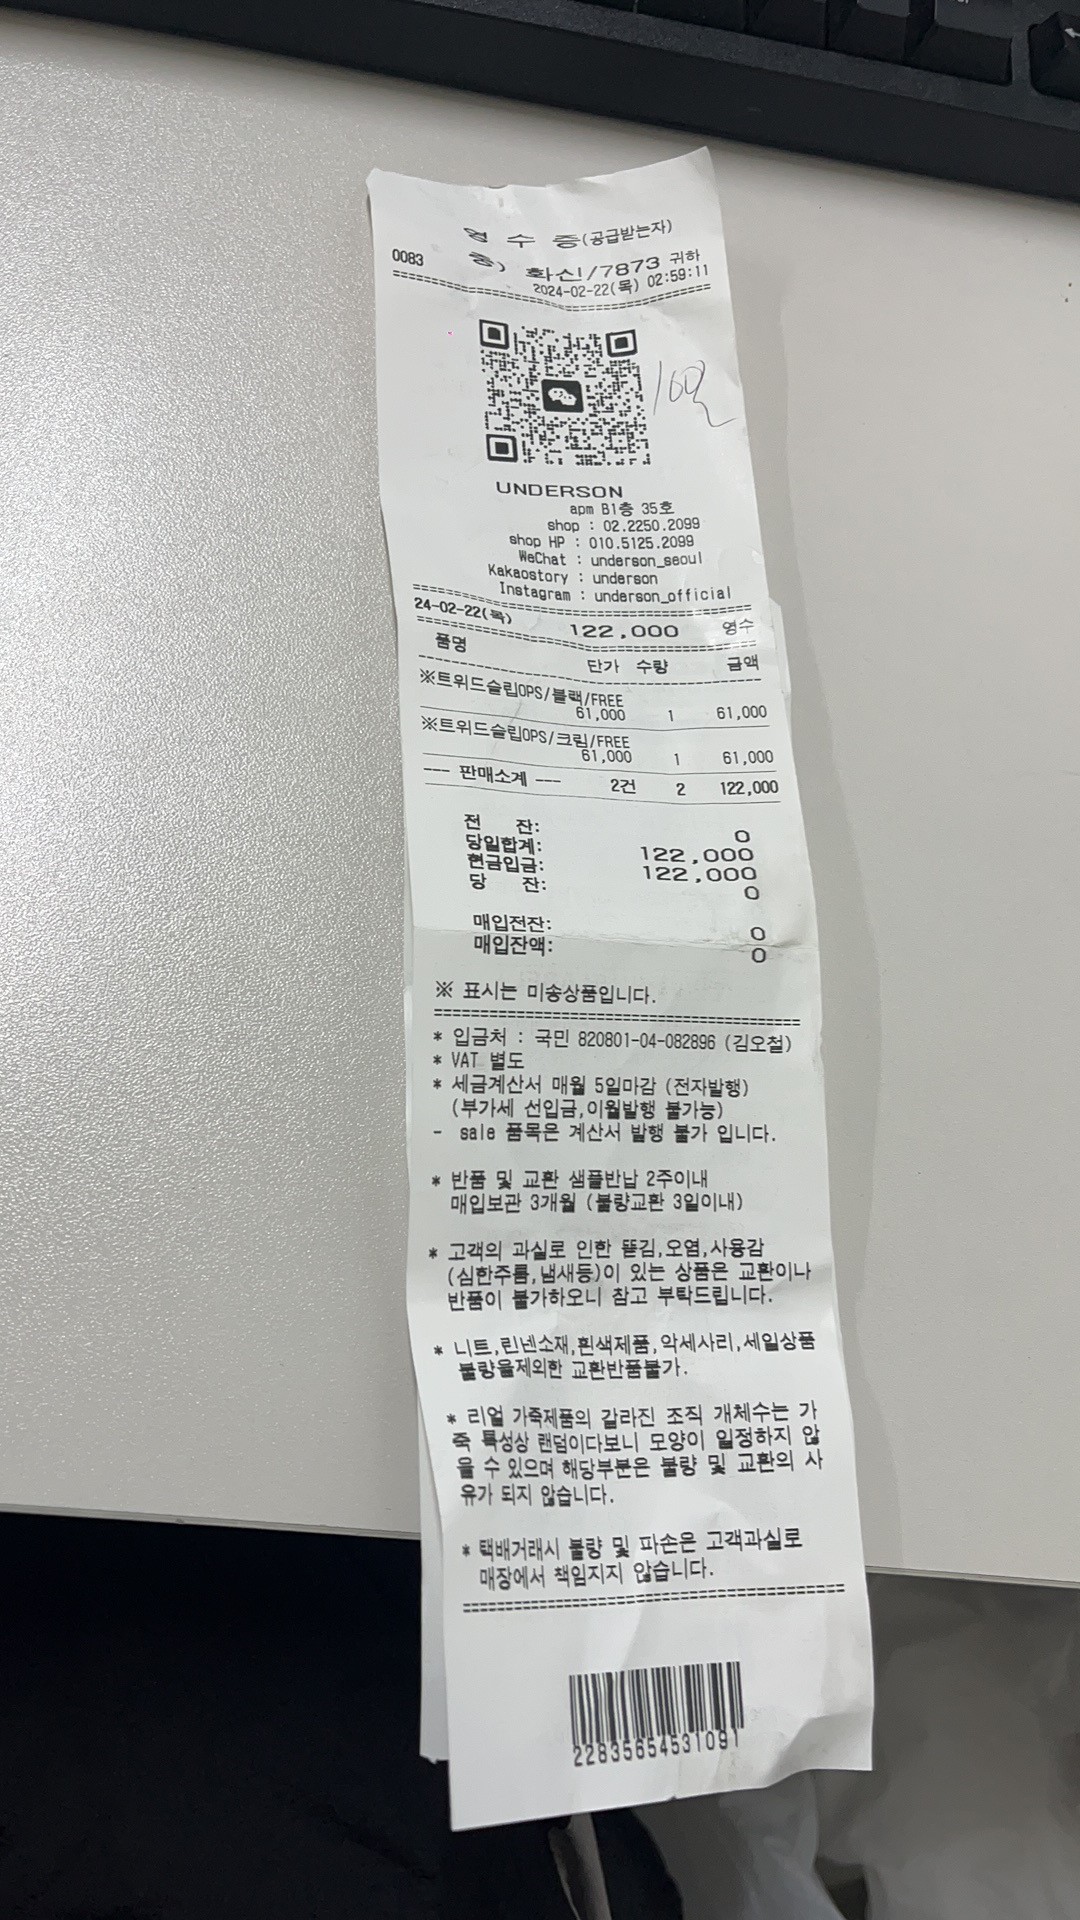 영 수 증(공급받는자)
0083 중) 화신/7873 귀하
2024-02-22(목) 02:59:11
UNDERSON
apm B1층 35호
shop : 02.2250.2099
shop HP : 010.5125.2099
WeChat : underson_seoul
Kakaostory : underson
Instagram : underson_official
24-02-22(목) 122,000 영수
품명 단가 수량 금액
※트위드슬립OPS/블랙/FREE
61,000 1 61,000
※트위드슬립OPS/크림/FREE
61,000 1 61,000
--- 판매소계 --- 2건 2 122,000
전 잔: 0
당일합계: 122,000
현금입금: 122,000
당 잔: 0
매입전잔: 0
매입잔액: 0
※ 표시는 미송상품입니다.
* 입금처 : 국민 820801-04-082896 (김오철)
* VAT 별도
* 세금계산서 매월 5일마감 (전자발행)
(부가세 선입금,이월발행 불가능)
- sale 품목은 계산서 발행 불가 입니다.
* 반품 및 교환 샘플반납 2주이내
매입보관 3개월 (불량교환 3일이내)
* 고객의 과실로 인한 뜯김,오염,사용감
(심한주름,냄새등)이 있는 상품은 교환이나
반품이 불가하오니 참고 부탁드립니다.
* 니트,린넨소재,흰색제품,악세사리,세일상품
불량을제외한 교환반품불가.
* 리얼 가죽제품의 갈라진 조직 개체수는 가
죽 특성상 랜덤이다보니 모양이 일정하지 않
을 수 있으며 해당부분은 불량 및 교환의 사
유가 되지 않습니다.
* 택배거래시 불량 및 파손은 고객과실로
매장에서 책임지지 않습니다.
22835654531091